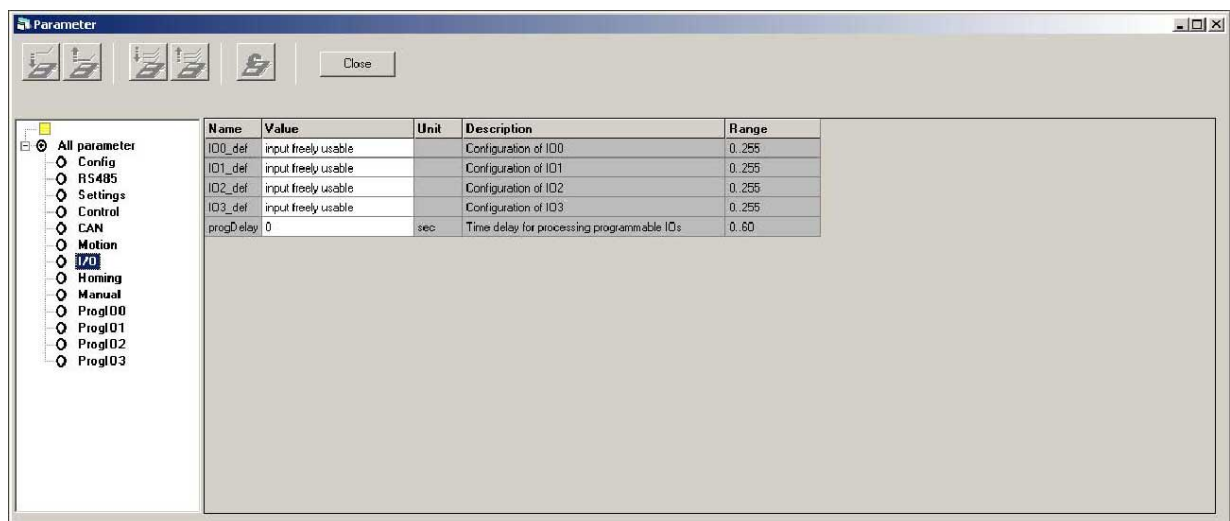 Parameter
Close
All parameter
Config
RS485
Settings
Control
CAN
Motion
I/O
Homing
Manual
ProgIO0
ProgIO1
ProgIO2
ProgIO3
Name Value Unit Description Range
IO0_def input freely usable Configuration of IO0 0..255
IO1_def input freely usable Configuration of IO1 0..255
IO2_def input freely usable Configuration of IO2 0..255
IO3_def input freely usable Configuration of IO3 0..255
progDelay 0 sec Time delay for processing programmable IOs 0..60